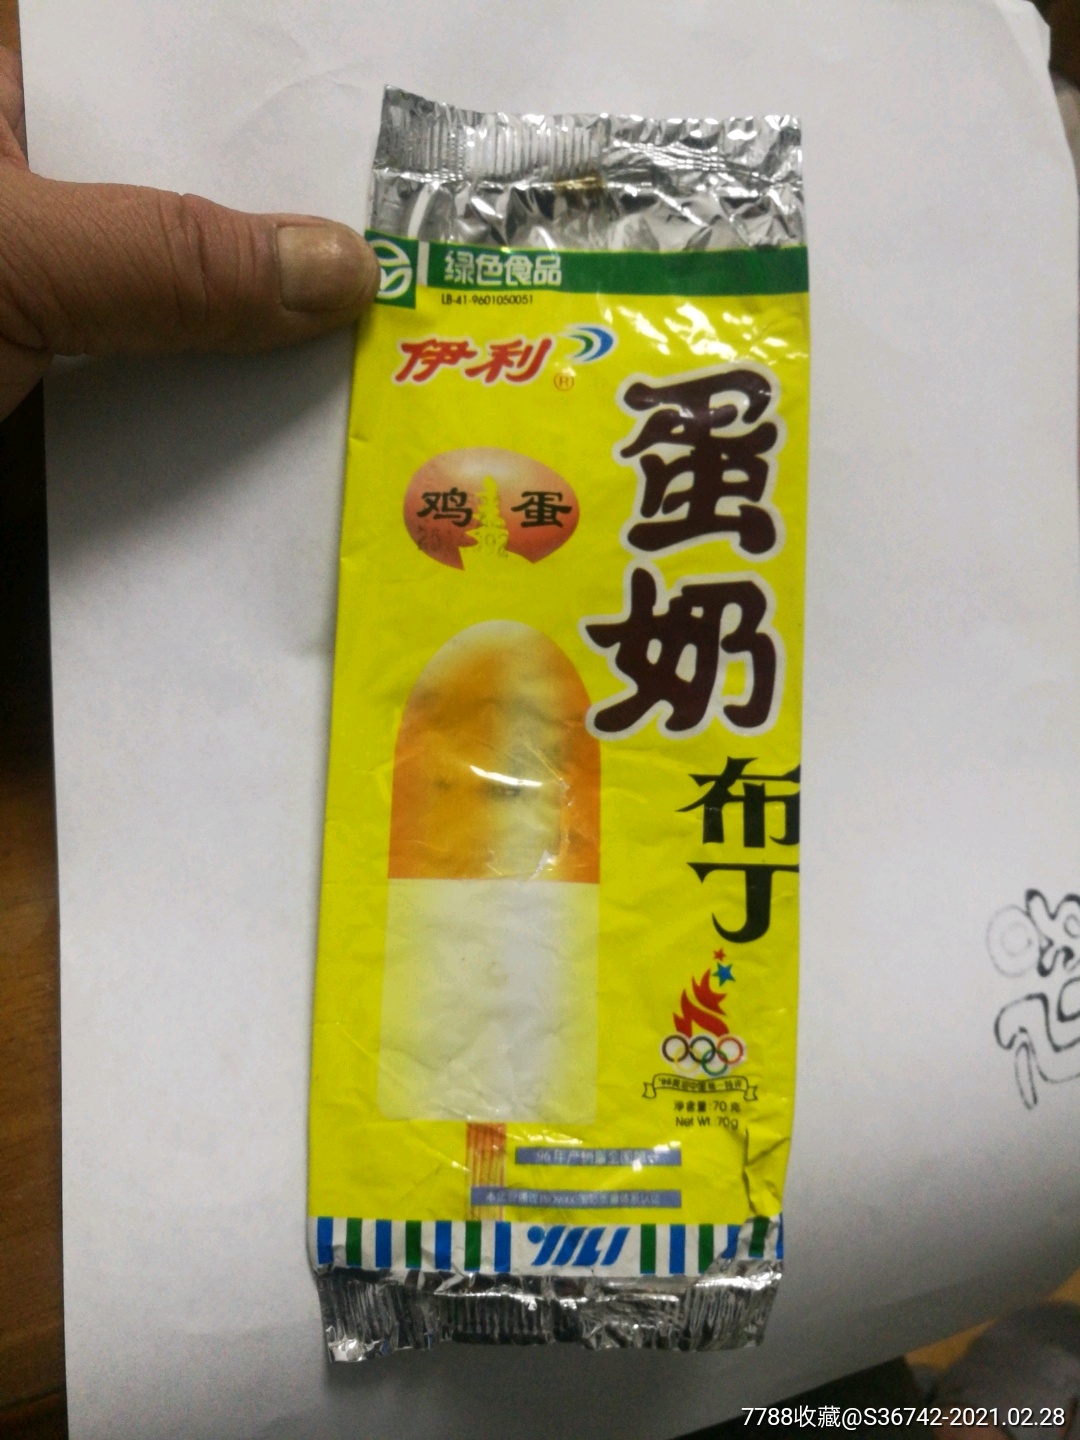 绿色食品
LB-41-9601050051
伊利
®
蛋奶
布丁
鸡蛋
净含量:70克
Net Wt:70g
7788收藏@S36742-2021.02.28